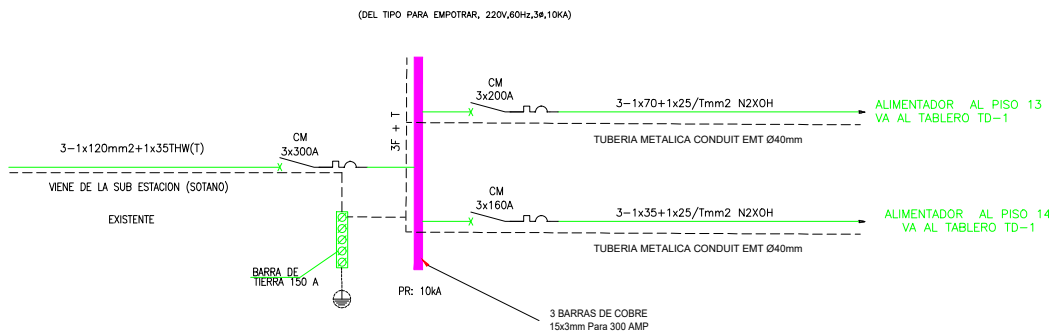 (DEL TIPO PARA EMPOTRAR, 220V,60Hz,3ø,10KA)
CM
3x200A
3-1x70+1x25/Tmm2 N2XOH
ALIMENTADOR AL PISO 13
VA AL TABLERO TD-1
TUBERIA METALICA CONDUIT EMT Ø40mm
3F + T
CM
3x300A
3-1x120mm2+1x35THW(T)
VIENE DE LA SUB ESTACION (SOTANO)
EXISTENTE
CM
3x160A
3-1x35+1x25/Tmm2 N2XOH
ALIMENTADOR AL PISO 14
VA AL TABLERO TD-1
TUBERIA METALICA CONDUIT EMT Ø40mm
BARRA DE
TIERRA 150 A
PR: 10kA
3 BARRAS DE COBRE
15x3mm Para 300 AMP